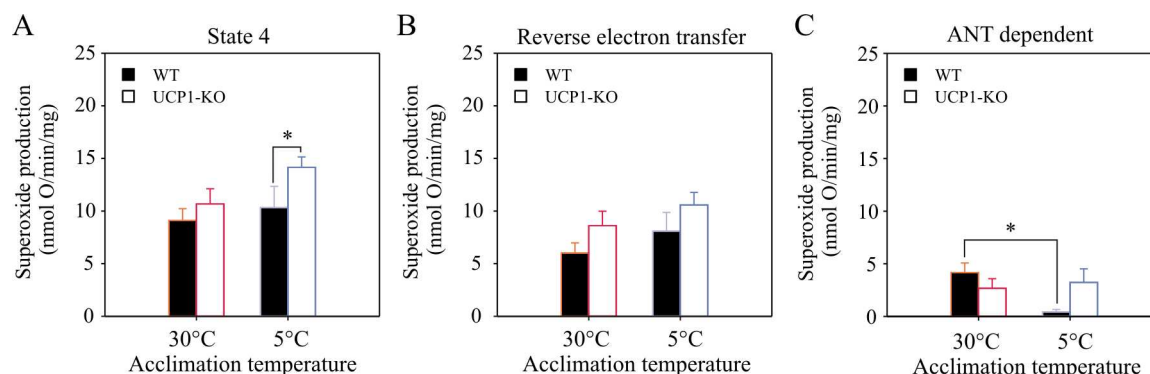 A
State 4
Superoxide production
(nmol O/min/mg)
25
20
15
10
5
0
WT
UCP1-KO
*
30°C
5°C
Acclimation temperature
B
Reverse electron transfer
Superoxide production
(nmol O/min/mg)
25
20
15
10
5
0
WT
UCP1-KO
30°C
5°C
Acclimation temperature
C
ANT dependent
Superoxide production
(nmol O/min/mg)
25
20
15
10
5
0
WT
UCP1-KO
*
30°C
5°C
Acclimation temperature